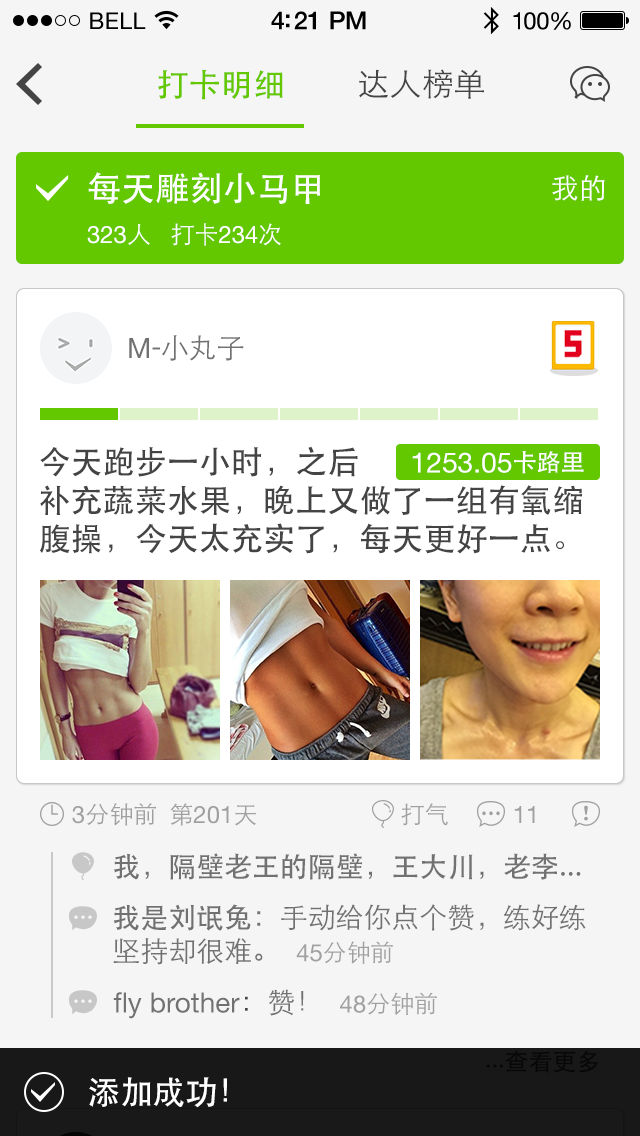 BELL 4:21 PM 100%
打卡明细 达人榜单
每天雕刻小马甲 我的
323人 打卡234次
M-小丸子 5
今天跑步一小时，之后 1253.05卡路里
补充蔬菜水果，晚上又做了一组有氧缩
腹操，今天太充实了，每天更好一点。
3分钟前 第201天 打气 11
我，隔壁老王的隔壁，王大川，老李...
我是刘氓兔：手动给你点个赞，练好练
坚持却很难。 45分钟前
fly brother：赞！ 48分钟前
...查看更多
添加成功！